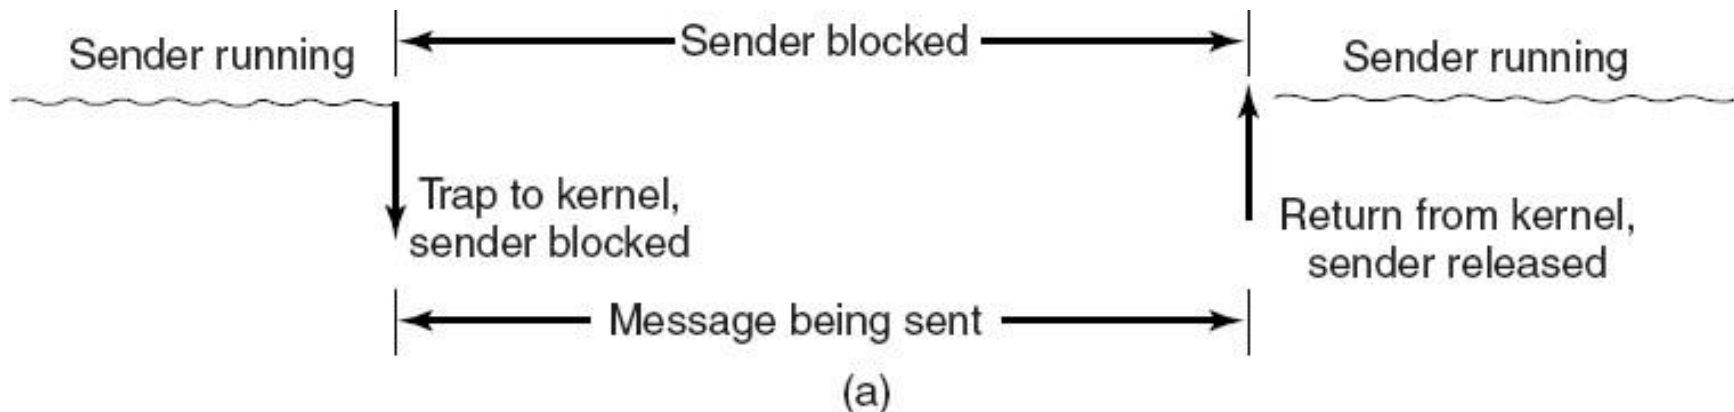 Sender running
Sender blocked
Sender running
Trap to kernel,
sender blocked
Return from kernel,
sender released
Message being sent
(a)